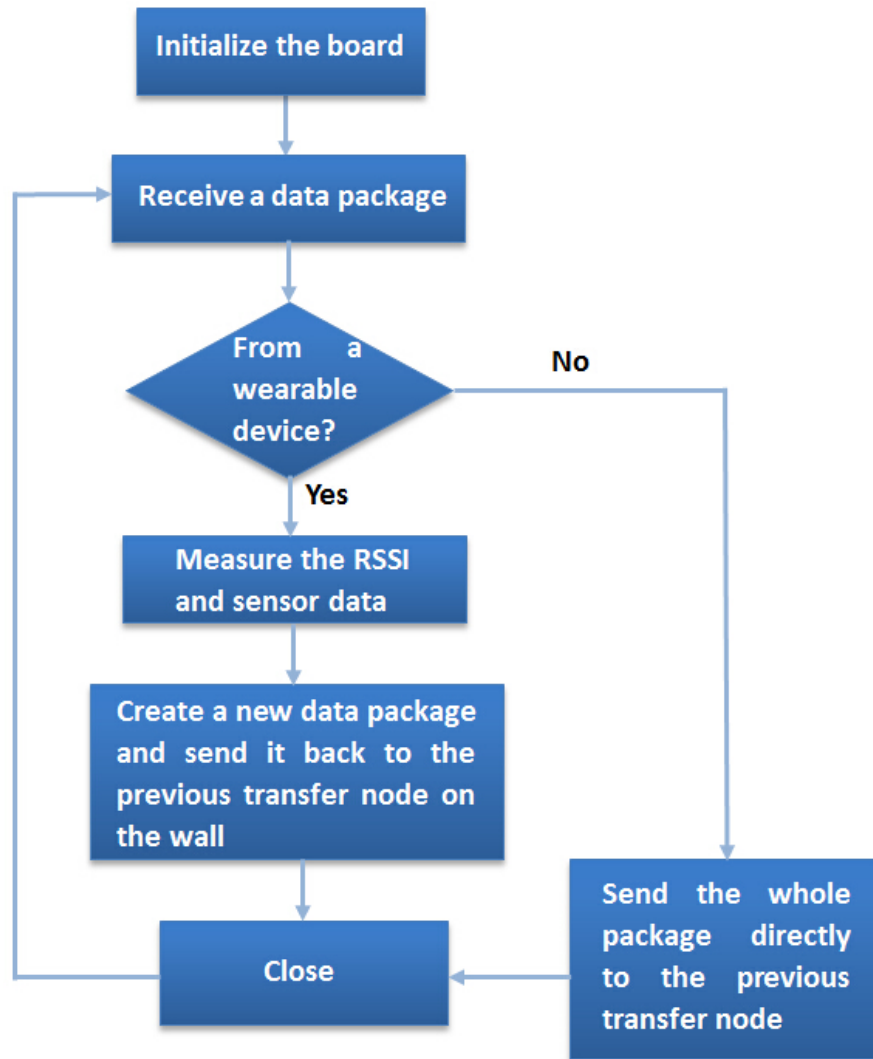 Initialize the board
Receive a data package
From a
wearable
device?
No
Yes
Measure the RSSI
and sensor data
Create a new data package
and send it back to the
previous transfer node on
the wall
Send the whole
package directly
to the previous
transfer node
Close